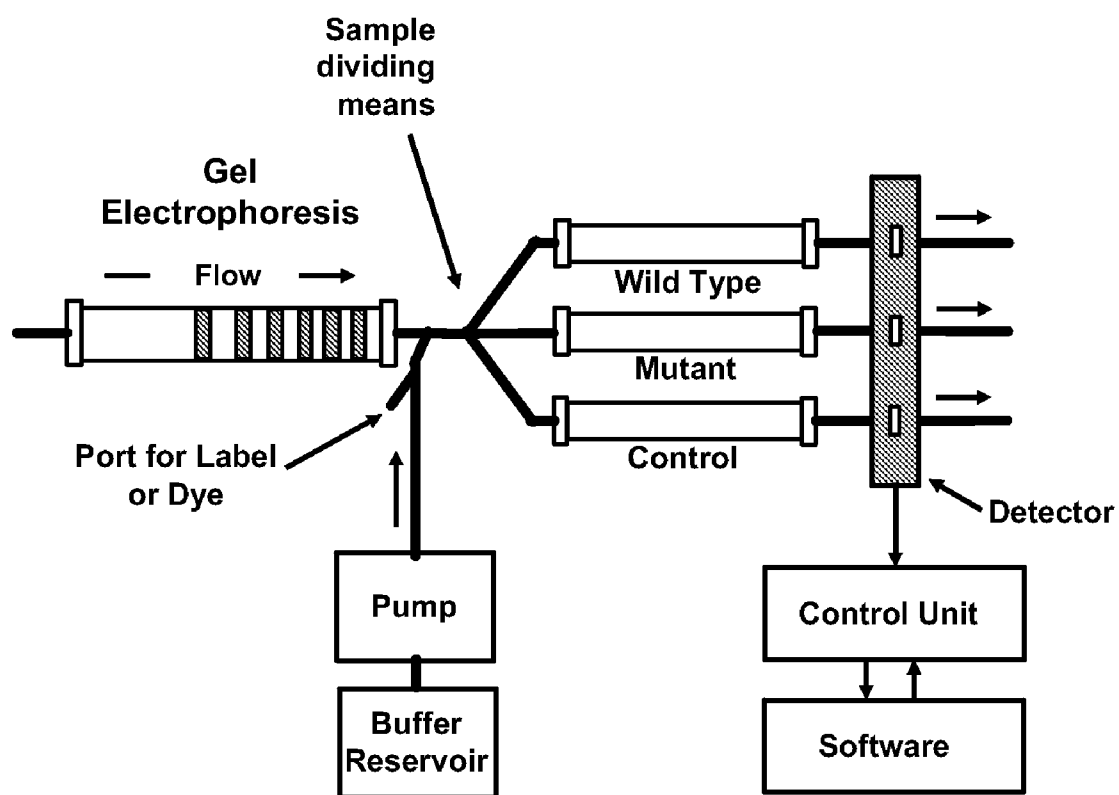 Sample
dividing
means
Gel
Electrophoresis
Flow
Wild Type
Mutant
Control
Port for Label
or Dye
Detector
Pump
Control Unit
Buffer
Reservoir
Software